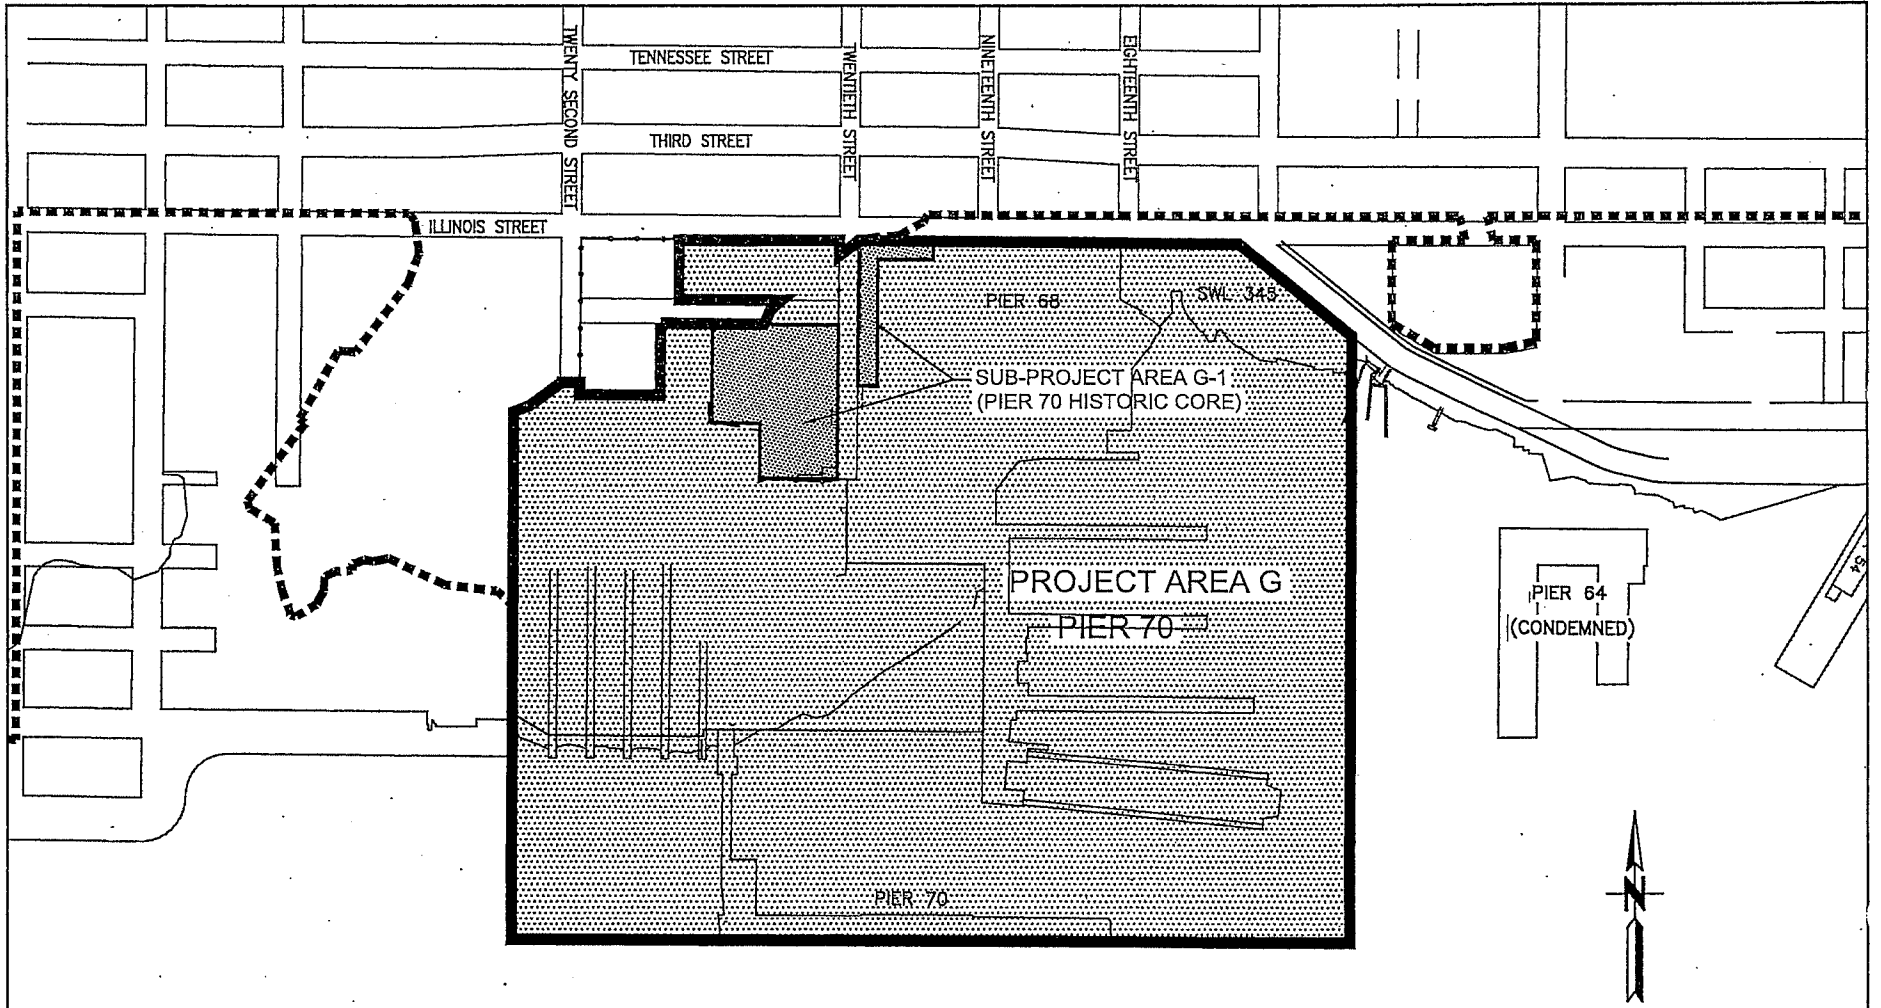 TENNESSEE STREET
THIRD STREET
ILLINOIS STREET
TWENTY SECOND STREET
TWENTIETH STREET
NINETEENTH STREET
EIGHTEENTH STREET
PIER 68
SWL 345
SUB-PROJECT AREA G-1
(PIER 70 HISTORIC CORE)
PROJECT AREA G
PIER 70
PIER 64
(CONDEMNED)
54
PIER 70
N